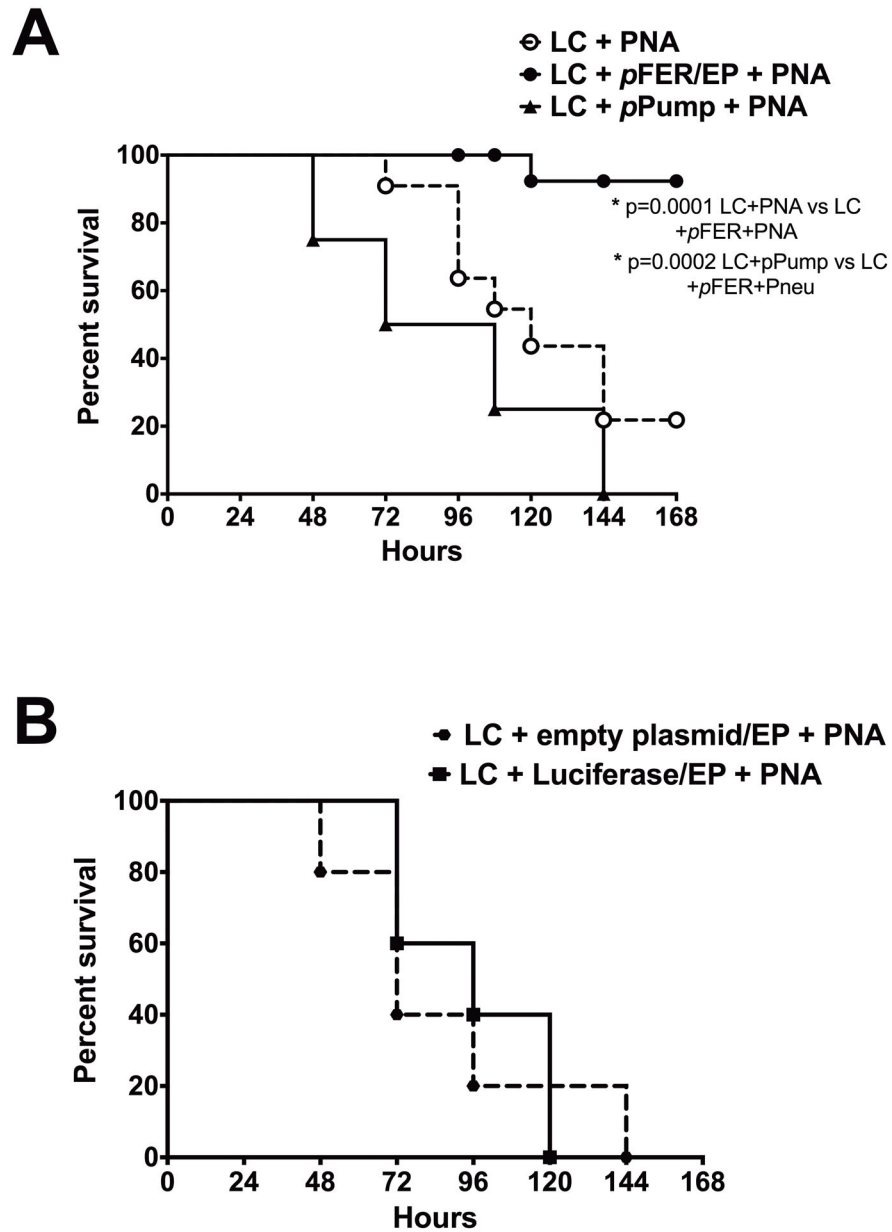 A
LC + PNA
LC + pFER/EP + PNA
LC + pPump + PNA
100
80
60
40
20
0
Percent survival
* p=0.0001 LC+PNA vs LC
+pFER+PNA
* p=0.0002 LC+pPump vs LC
+pFER+Pneu
0 24 48 72 96 120 144 168
Hours
B
LC + empty plasmid/EP + PNA
LC + Luciferase/EP + PNA
100
80
60
40
20
0
Percent survival
0 24 48 72 96 120 144 168
Hours